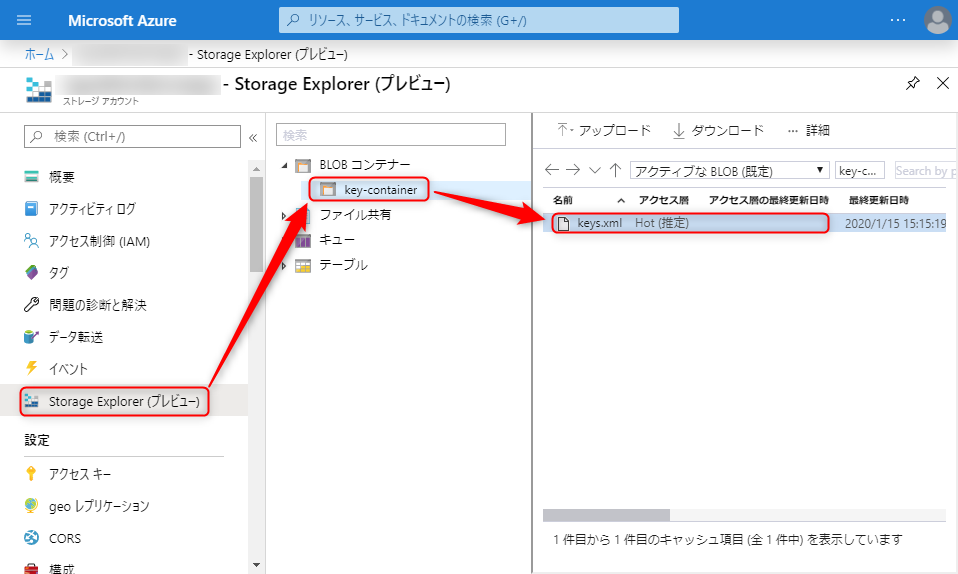 Microsoft Azure
リソース、サービス、ドキュメントの検索 (G+/)
ホーム > - Storage Explorer (プレビュー)
- Storage Explorer (プレビュー)
ストレージ アカウント
検索 (Ctrl+/)
概要
アクティビティ ログ
アクセス制御 (IAM)
タグ
問題の診断と解決
データ転送
イベント
Storage Explorer (プレビュー)
設定
アクセス キー
geo レプリケーション
CORS
構成
検索
BLOB コンテナー
key-container
ファイル共有
キュー
テーブル
アップロード ダウンロード ... 詳細
アクティブな BLOB (既定) key-c... Search by p
名前 アクセス層 アクセス層の最終更新日時 最終更新日時
keys.xml Hot (推定) 2020/1/15 15:15:19
1 件目から 1 件目のキャッシュ項目 (全 1 件中) を表示しています